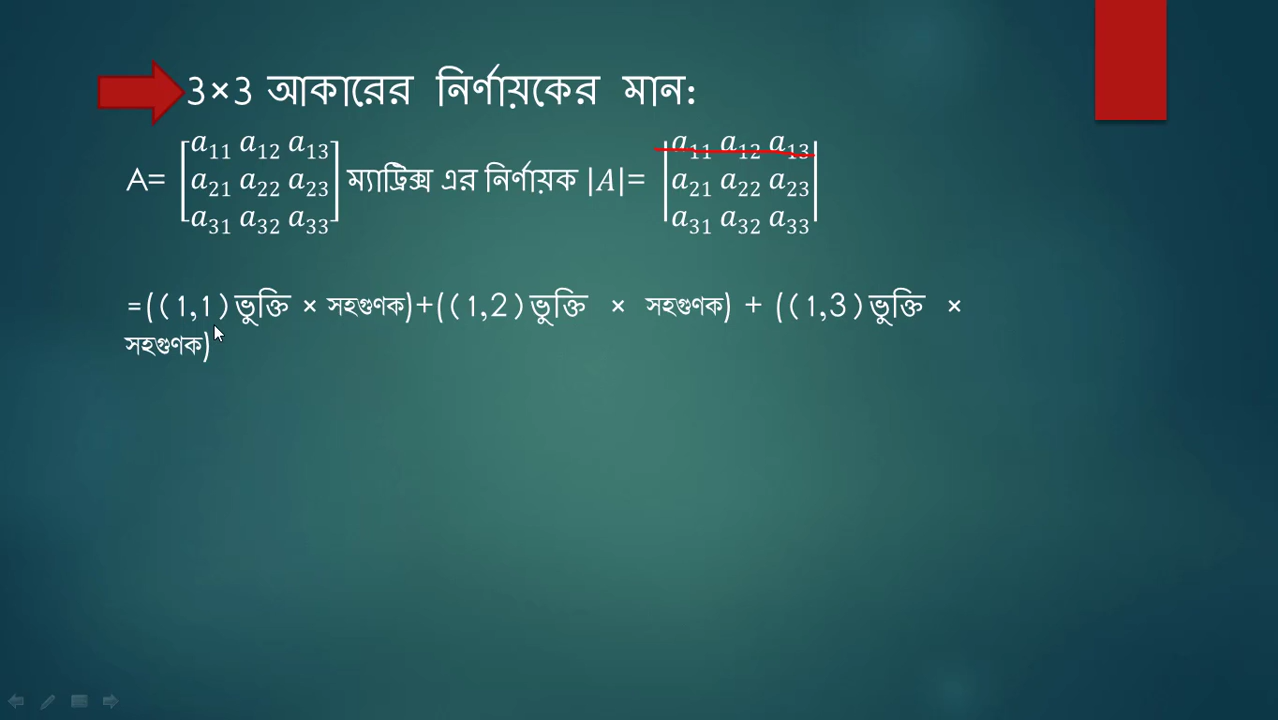 3×3 আকারের নির্ণায়কের মান:
A= [a₁₁ a₁₂ a₁₃ a₂₁ a₂₂ a₂₃ a₃₁ a₃₂ a₃₃] ম্যাট্রিক্স এর নির্ণায়ক |A|= |a₁₁ a₁₂ a₁₃ a₂₁ a₂₂ a₂₃ a₃₁ a₃₂ a₃₃|
=((1,1)ভুক্তি × সহগুণক)+((1,2)ভুক্তি × সহগুণক) + ((1,3)ভুক্তি ×
সহগুণক)